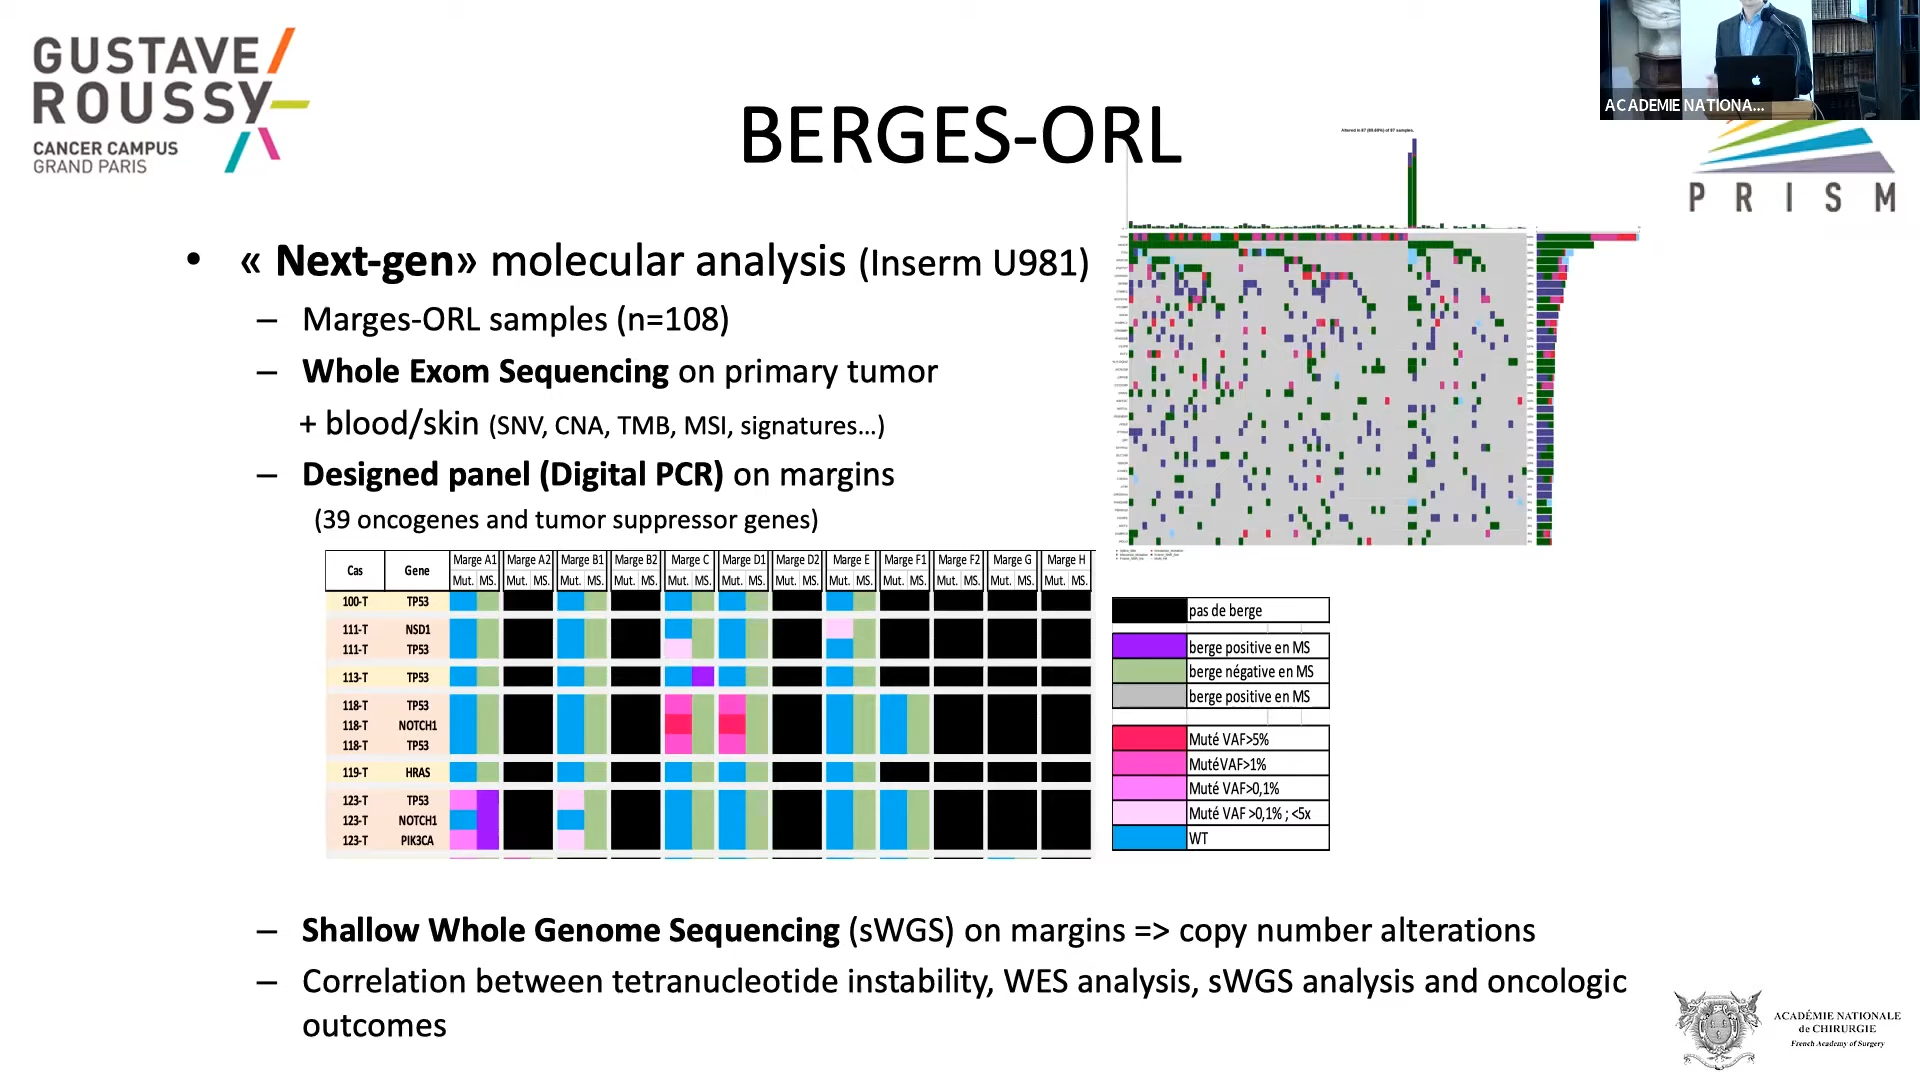 GUSTAVE/
ROUSSY
CANCER CAMPUS
GRAND PARIS
ACADEMIE NATIONA...
PRISM
BERGES-ORL
Altered in 87 (89.69%) of 97 samples.
• « Next-gen» molecular analysis (Inserm U981)
– Marges-ORL samples (n=108)
– Whole Exom Sequencing on primary tumor
+ blood/skin (SNV, CNA, TMB, MSI, signatures…)
– Designed panel (Digital PCR) on margins
(39 oncogenes and tumor suppressor genes)
Cas Gene Marge A1 Marge A2 Marge B1 Marge B2 Marge C Marge D1 Marge D2 Marge E Marge F1 Marge F2 Marge G Marge H
Mut. MS. Mut. MS. Mut. MS. Mut. MS. Mut. MS. Mut. MS. Mut. MS. Mut. MS. Mut. MS. Mut. MS. Mut. MS. Mut. MS.
100-T TP53
111-T NSD1
111-T TP53
113-T TP53
118-T TP53
118-T NOTCH1
118-T TP53
119-T HRAS
123-T TP53
123-T NOTCH1
123-T PIK3CA
pas de berge
berge positive en MS
berge négative en MS
berge positive en MS
Muté VAF>5%
MutéVAF>1%
Muté VAF>0,1%
Muté VAF >0,1% ; <5x
WT
– Shallow Whole Genome Sequencing (sWGS) on margins => copy number alterations
– Correlation between tetranucleotide instability, WES analysis, sWGS analysis and oncologic
outcomes
ACADÉMIE NATIONALE
de CHIRURGIE
French Academy of Surgery